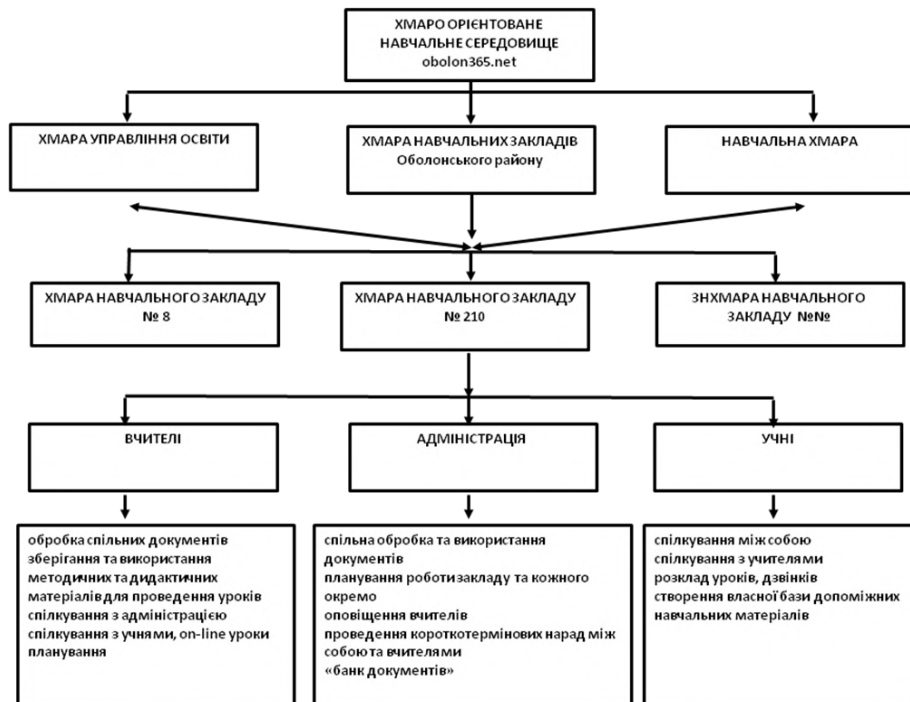 ХМАРО ОРІЄНТОВАНЕ
НАВЧАЛЬНЕ СЕРЕДОВИЩЕ
obolon365.net
ХМАРА УПРАВЛІННЯ ОСВІТИ
ХМАРА НАВЧАЛЬНИХ ЗАКЛАДІВ
Оболонського району
НАВЧАЛЬНА ХМАРА
ХМАРА НАВЧАЛЬНОГО ЗАКЛАДУ
№ 8
ХМАРА НАВЧАЛЬНОГО ЗАКЛАДУ
№ 210
ЗНХМАРА НАВЧАЛЬНОГО
ЗАКЛАДУ №№
ВЧИТЕЛІ
АДМІНІСТРАЦІЯ
УЧНІ
обробка спільних документів
зберігання та використання
методичних та дидактичних
матеріалів для проведення уроків
спілкування з адміністрацією
спілкування з учнями, on-line уроки
планування
спільна обробка та використання
документів
планування роботи закладу та кожного
окремо
оповіщення вчителів
проведення короткотермінових нарад між
собою та вчителями
«банк документів»
спілкування між собою
спілкування з учителями
розклад уроків, дзвінків
створення власної бази допоміжних
навчальних матеріалів